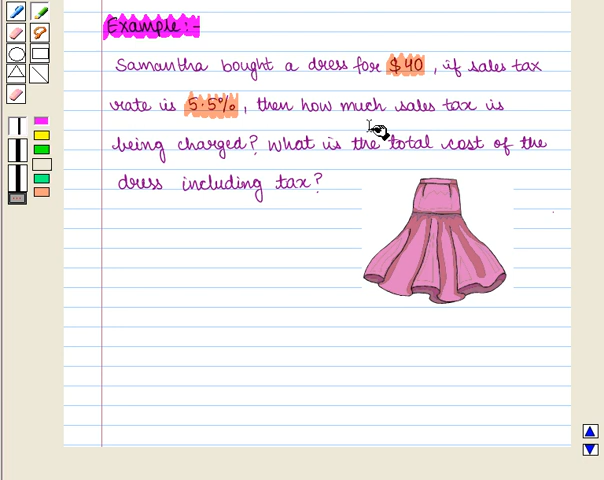 Example:-
Samantha bought a dress for $40, if sales tax
rate is 5.5%, then how much sales tax is
being charged? What is the total cost of the
dress including tax?